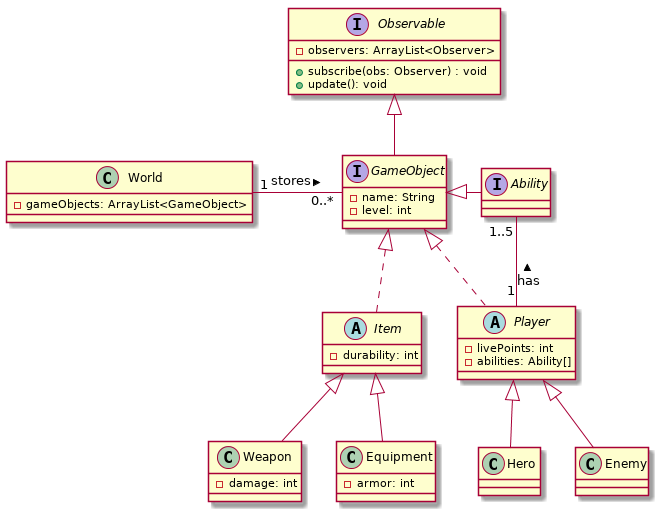 I Observable
observers: ArrayList<Observer>
subscribe(obs: Observer) : void
update(): void
C World
gameObjects: ArrayList<GameObject>
1 stores
0..*
I GameObject
name: String
level: int
I Ability
1..5
has
1
A Item
durability: int
A Player
livePoints: int
abilities: Ability[]
C Weapon
damage: int
C Equipment
armor: int
C Hero
C Enemy